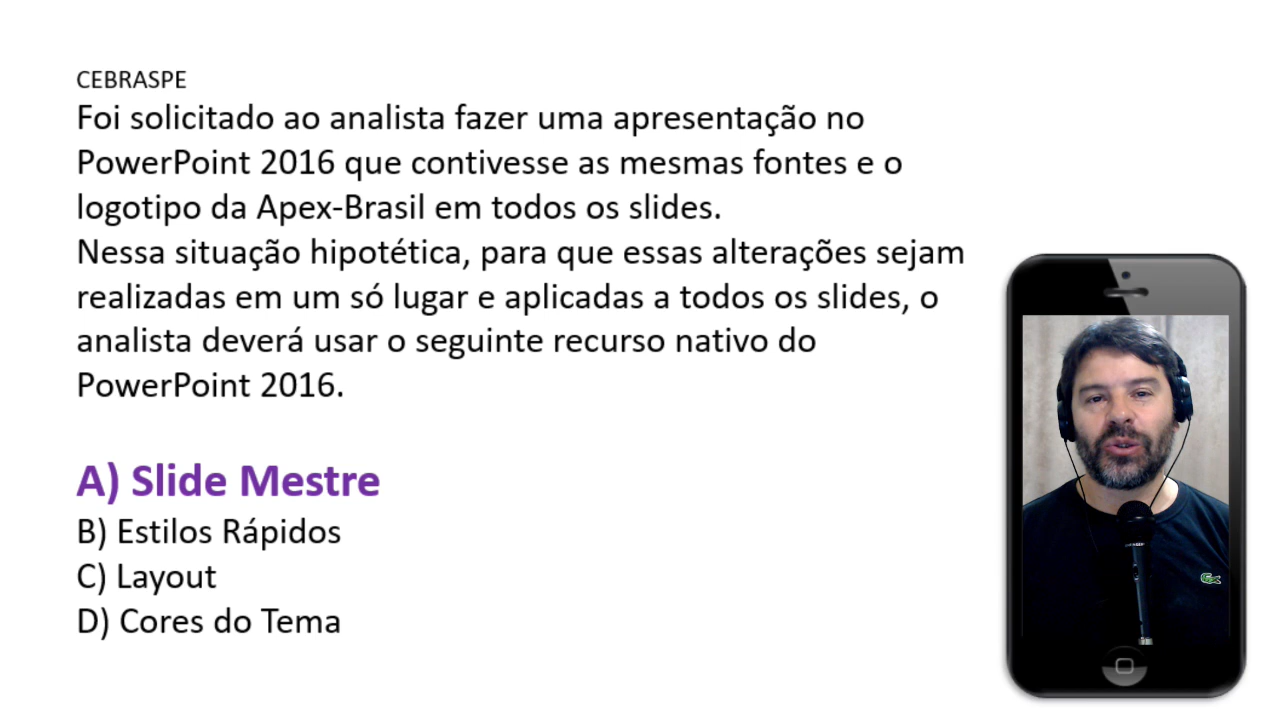 CEBRASPE
Foi solicitado ao analista fazer uma apresentação no
PowerPoint 2016 que contivesse as mesmas fontes e o
logotipo da Apex-Brasil em todos os slides.
Nessa situação hipotética, para que essas alterações sejam
realizadas em um só lugar e aplicadas a todos os slides, o
analista deverá usar o seguinte recurso nativo do
PowerPoint 2016.
A) Slide Mestre
B) Estilos Rápidos
C) Layout
D) Cores do Tema